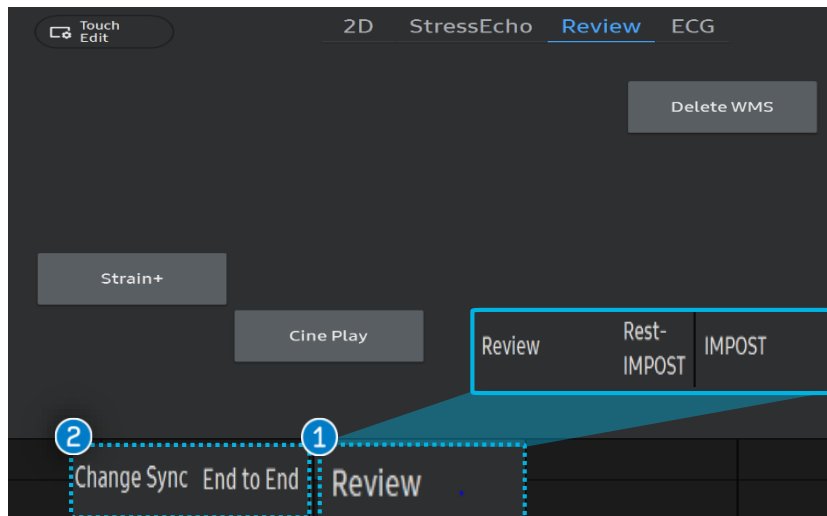 Touch
Edit
2D StressEcho Review ECG
Delete WMS
Strain+
Cine Play
Review Rest-
IMPOST IMPOST
2 1
Change Sync End to End Review